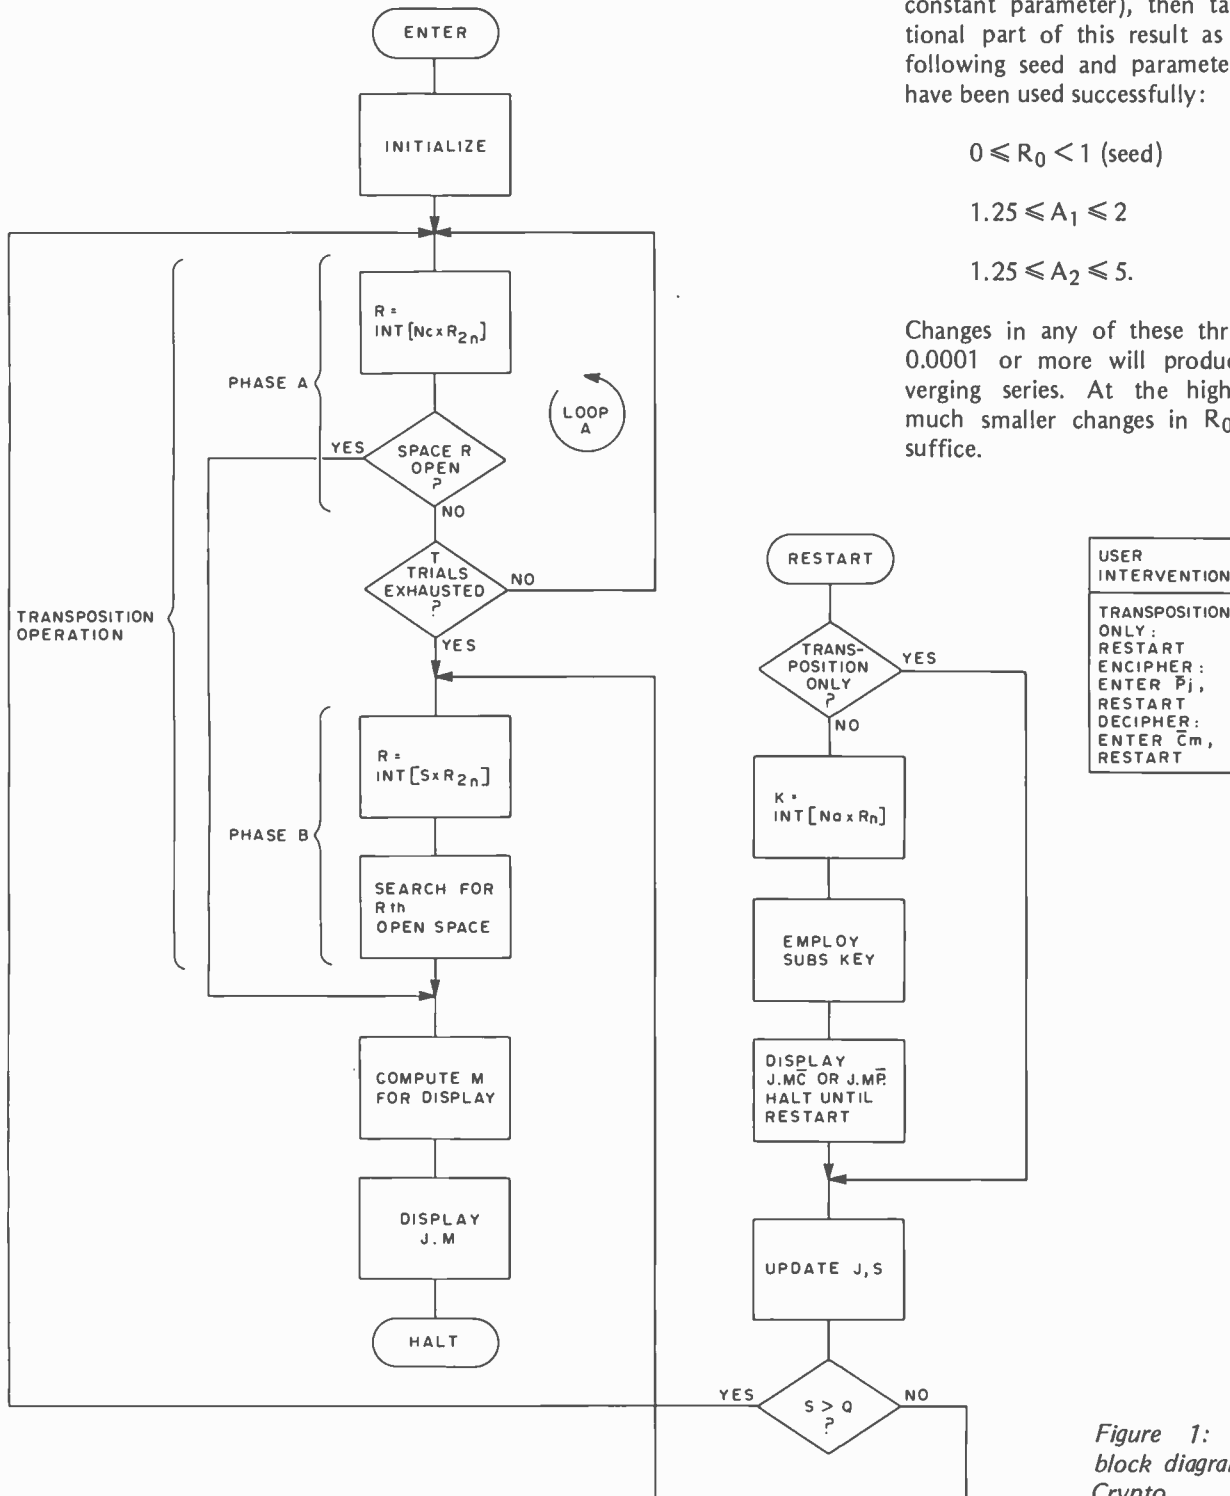 constant parameter), then ta
tional part of this result as
following seed and paramete
have been used successfully:
0 ⩽ R₀ < 1 (seed)
1.25 ⩽ A₁ ⩽ 2
1.25 ⩽ A₂ ⩽ 5.
Changes in any of these thr
0.0001 or more will produc
verging series. At the high
much smaller changes in R₀
suffice.
ENTER
INITIALIZE
TRANSPOSITION
OPERATION
PHASE A
R =
INT [Nc x R₂ₙ]
LOOP
A
YES
SPACE R
OPEN
?
NO
T
TRIALS
EXHAUSTED
?
NO
YES
PHASE B
R =
INT [S x R₂ₙ]
SEARCH FOR
Rth
OPEN SPACE
COMPUTE M
FOR DISPLAY
DISPLAY
J.M
HALT
RESTART
TRANS-
POSITION
ONLY
?
YES
NO
K =
INT [Na x Rn]
EMPLOY
SUBS KEY
DISPLAY
J.MC̅ OR J.MP̅.
HALT UNTIL
RESTART
UPDATE J,S
YES
S > Q
?
NO
USER
INTERVENTION
TRANSPOSITION
ONLY:
RESTART
ENCIPHER:
ENTER P̅j,
RESTART
DECIPHER:
ENTER C̅m,
RESTART
Figure 1:
block diagra
Crypto